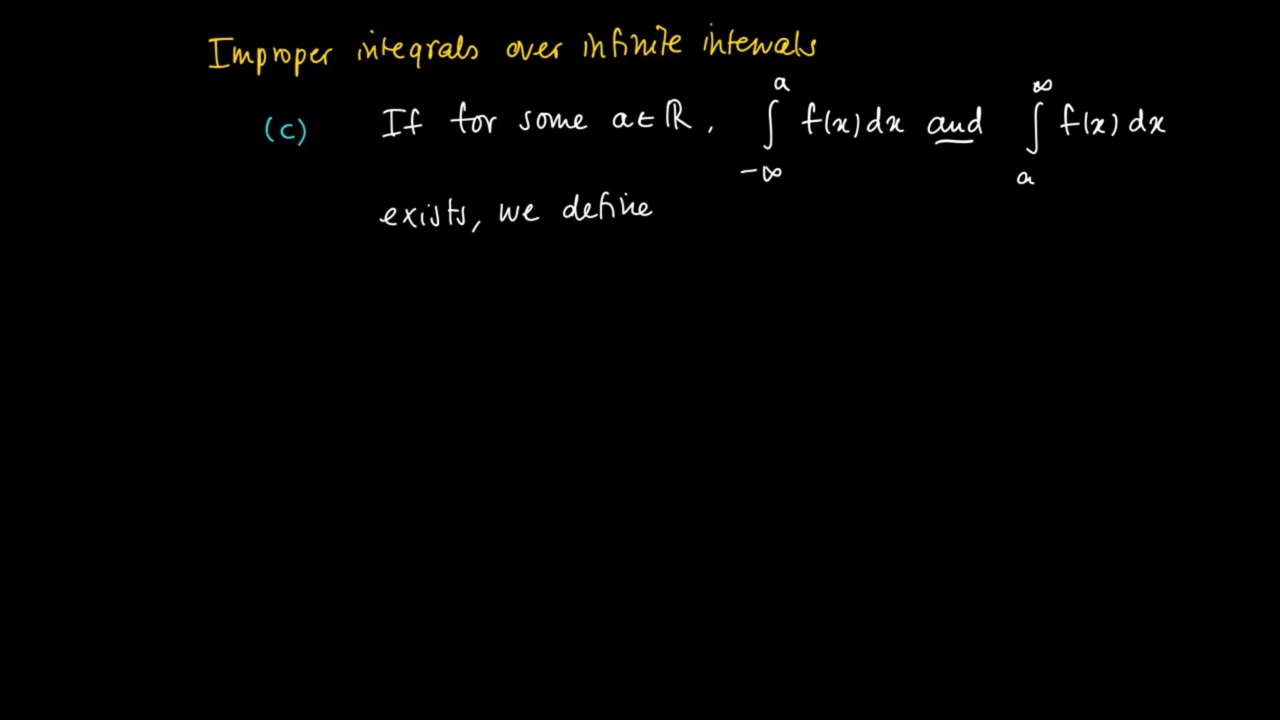 Improper integrals over infinite intervals
(c) If for some a ∈ ℝ, ∫_{-∞}^{a} f(x) dx and ∫_{a}^{∞} f(x) dx
exists, we define